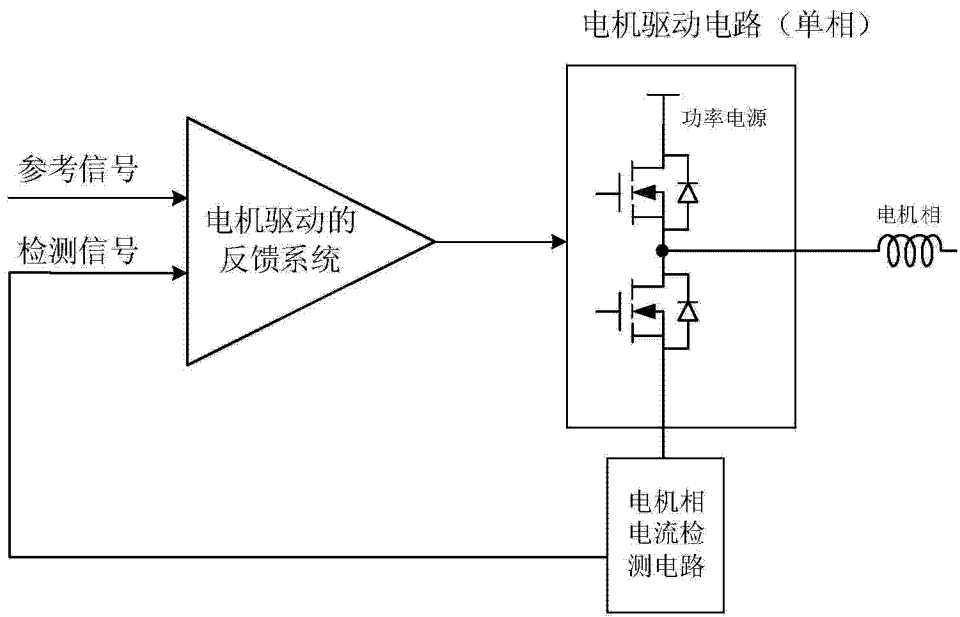 电机驱动电路（单相）
功率电源
参考信号
电机驱动的
反馈系统
检测信号
电机相
电机相
电流检
测电路